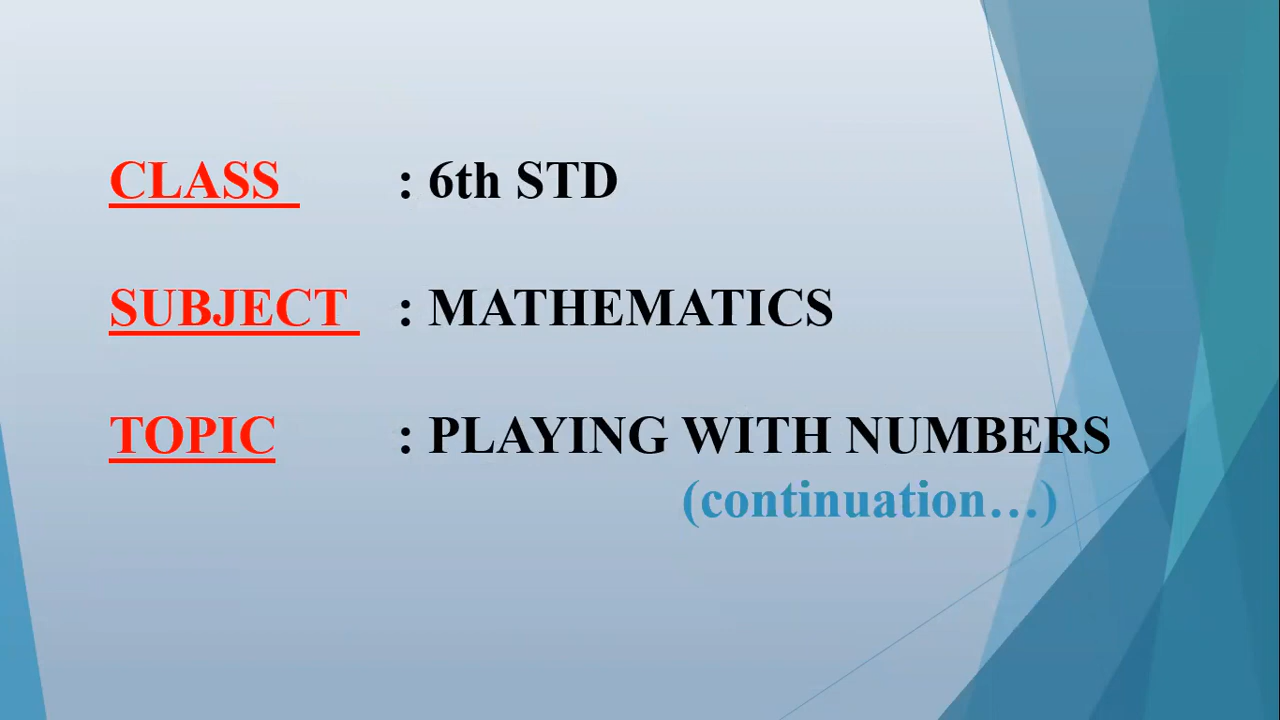 CLASS : 6th STD
SUBJECT : MATHEMATICS
TOPIC : PLAYING WITH NUMBERS
(continuation…)